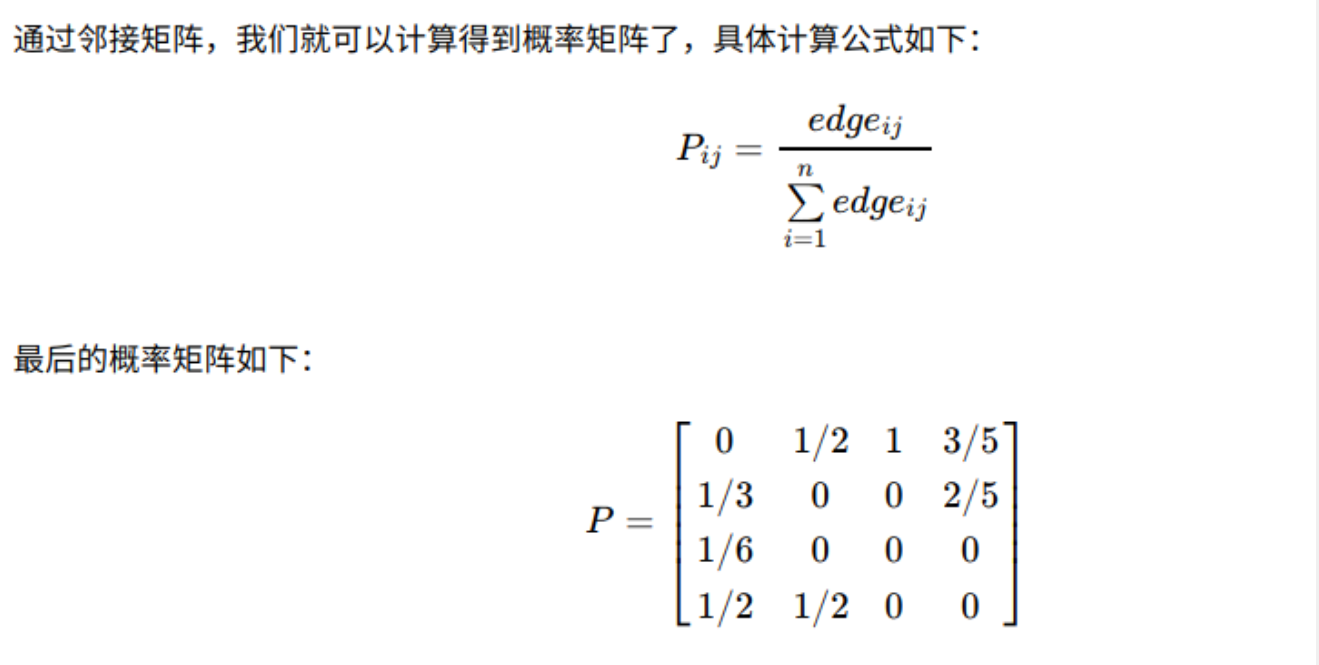 通过邻接矩阵，我们就可以计算得到概率矩阵了，具体计算公式如下：
$$P_{ij} = \frac{edge_{ij}}{\sum\limits_{i=1}^{n} edge_{ij}}$$
最后的概率矩阵如下：
$$P = \begin{bmatrix} 0 & 1/2 & 1 & 3/5 \\ 1/3 & 0 & 0 & 2/5 \\ 1/6 & 0 & 0 & 0 \\ 1/2 & 1/2 & 0 & 0 \end{bmatrix}$$